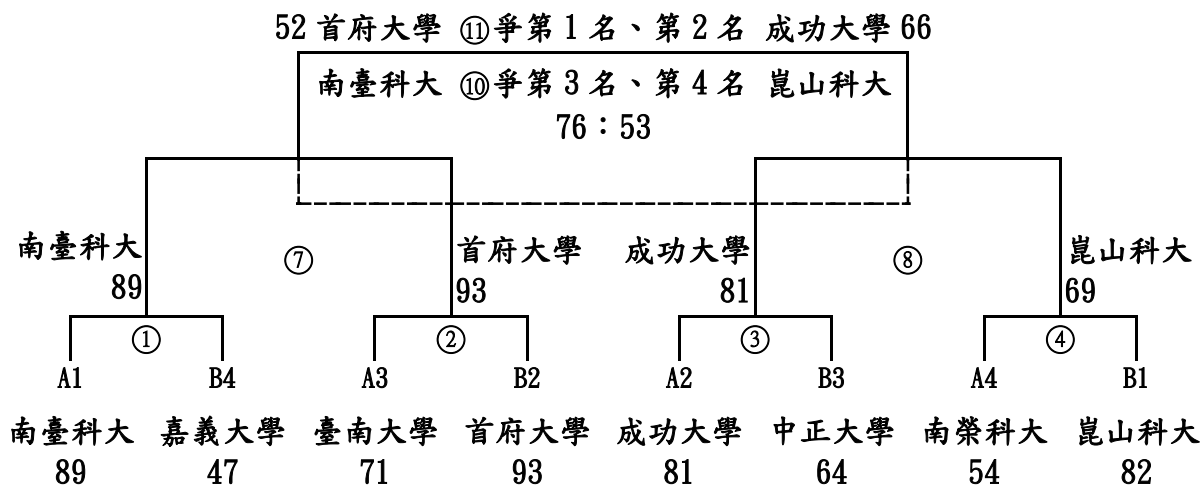 52 首府大學 ⑪爭第 1 名、第 2 名 成功大學 66
南臺科大 ⑩爭第 3 名、第 4 名 崑山科大
76：53
南臺科大 ⑦ 首府大學 成功大學 ⑧ 崑山科大
89 93 81 69
① ② ③ ④
A1 B4 A3 B2 A2 B3 A4 B1
南臺科大 嘉義大學 臺南大學 首府大學 成功大學 中正大學 南榮科大 崑山科大
89 47 71 93 81 64 54 82